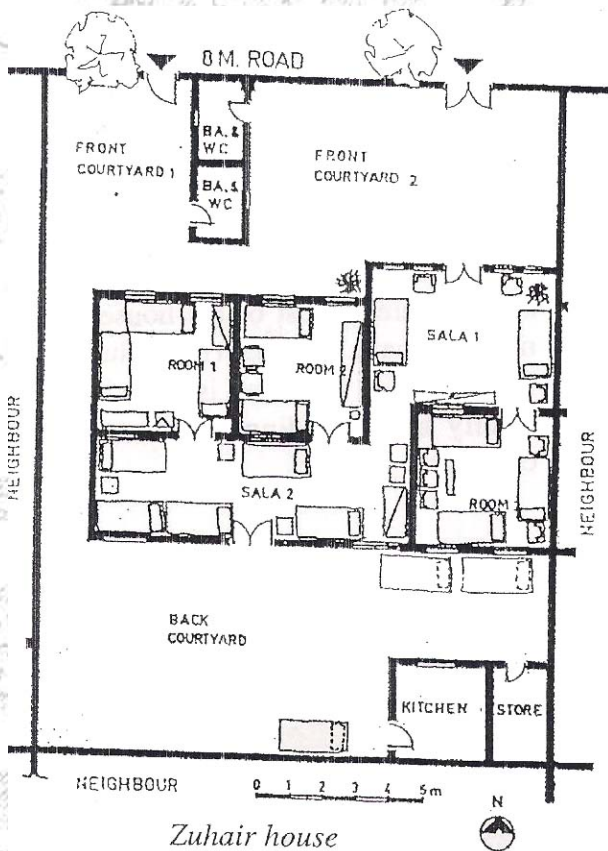 8 M. ROAD
FRONT
COURTYARD 1
BA. &
WC
BA. &
WC
FRONT
COURTYARD 2
SALA 1
ROOM 1
ROOM 2
SALA 2
ROOM
NEIGHBOUR
NEIGHBOUR
BACK
COURTYARD
KITCHEN
STORE
NEIGHBOUR
0 1 2 3 4 5m
N
Zuhair house